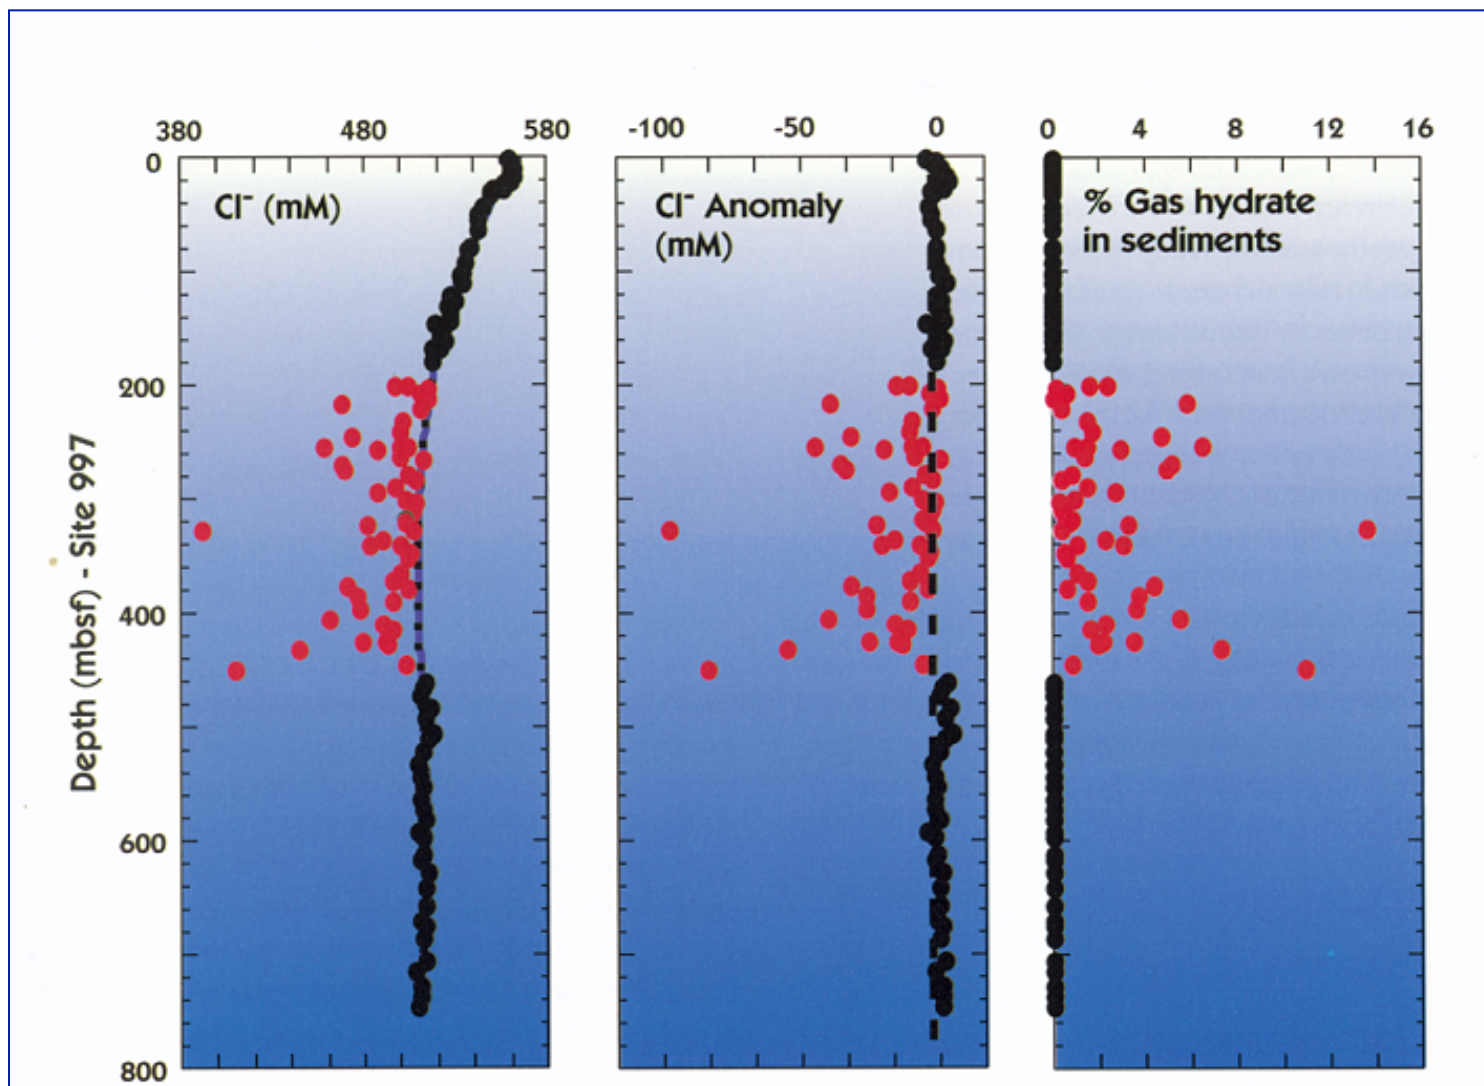 380 480 580
-100 -50 0
0 4 8 12 16
0
200
400
600
800
Depth (mbsf) - Site 997
Cl⁻ (mM)
Cl⁻ Anomaly
(mM)
% Gas hydrate
in sediments